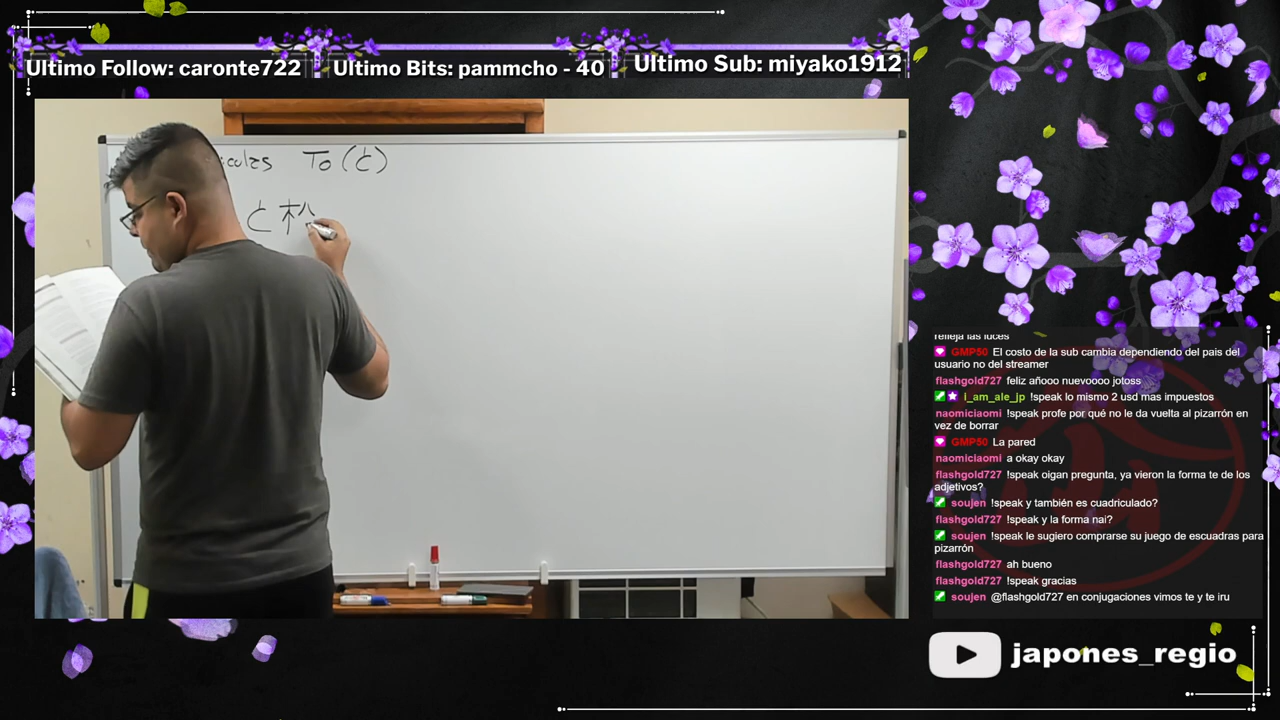 Ultimo Follow: caronte722
Ultimo Bits: pammcho - 40
Ultimo Sub: miyako1912
To (と)
と
refleja las luces
GMP50 El costo de la sub cambia dependiendo del pais del
usuario no del streamer
flashgold727 feliz añooo nuevoooo jotoss
i_am_ale_jp !speak lo mismo 2 usd mas impuestos
naomiciaomi !speak profe por qué no le da vuelta al pizarrón en
vez de borrar
GMP50 La pared
naomiciaomi a okay okay
flashgold727 !speak oigan pregunta, ya vieron la forma te de los
adjetivos?
soujen !speak y también es cuadriculado?
flashgold727 !speak y la forma nai?
soujen !speak le sugiero comprarse su juego de escuadras para
pizarrón
flashgold727 ah bueno
flashgold727 !speak gracias
soujen @flashgold727 en conjugaciones vimos te y te iru
japones_regio